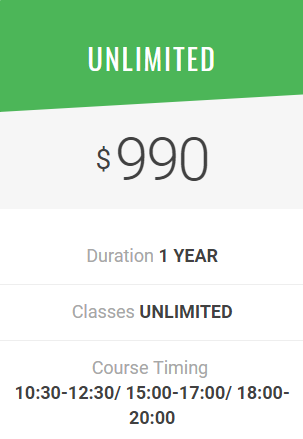 UNLIMITED
$990
Duration 1 YEAR
Classes UNLIMITED
Course Timing
10:30-12:30/ 15:00-17:00/ 18:00-
20:00